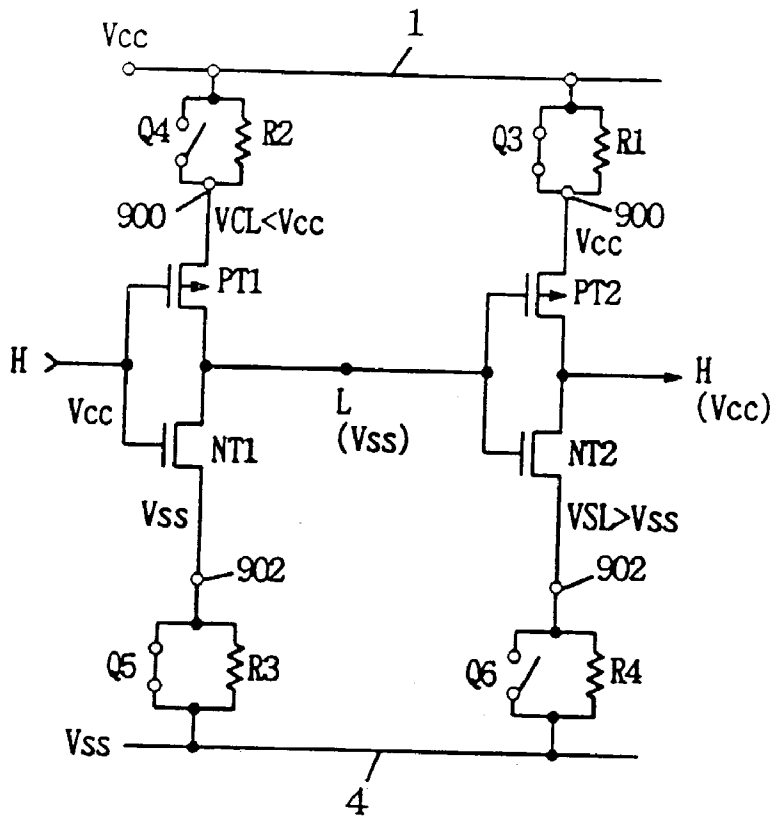 Vcc
1
Q4
R2
Q3
R1
900
VCL<Vcc
900
Vcc
PT1
PT2
H
Vcc
L
(Vss)
H
(Vcc)
NT1
NT2
Vss
VSL>Vss
902
902
Q5
R3
Q6
R4
Vss
4